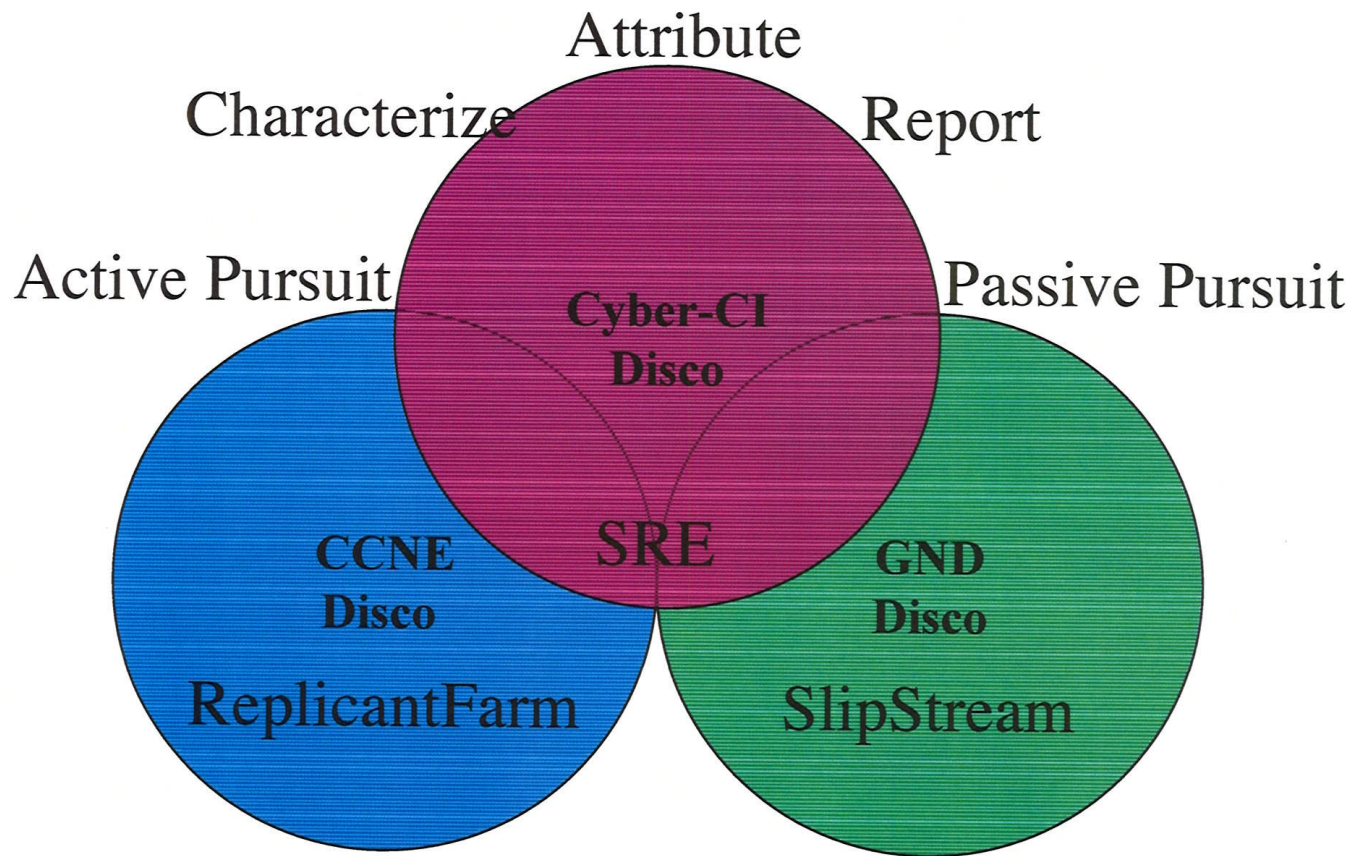 Attribute
Characterize
Report
Active Pursuit
Passive Pursuit
Cyber-CI
Disco
SRE
CCNE
Disco
GND
Disco
ReplicantFarm
SlipStream